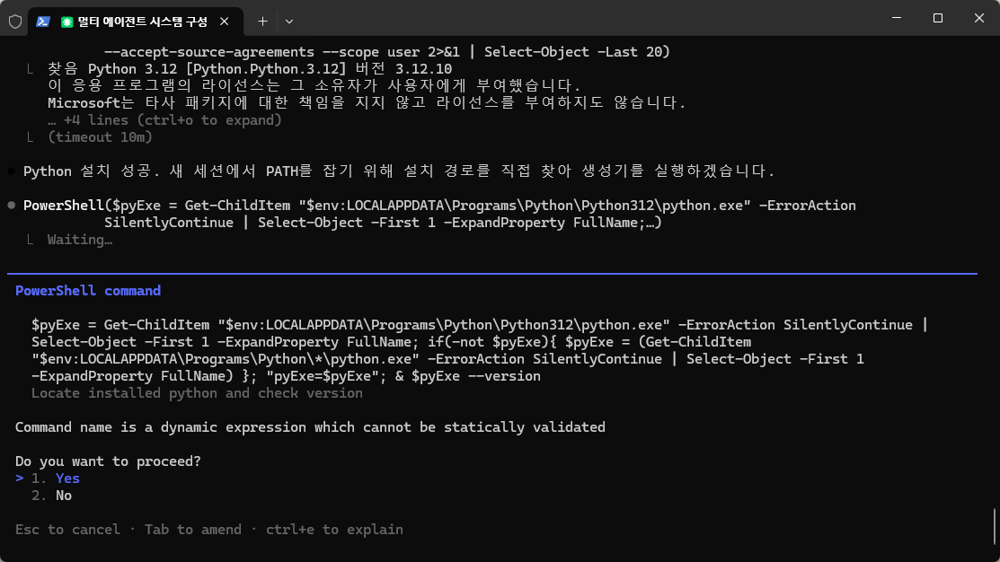 멀티 에이전트 시스템 구성
--accept-source-agreements --scope user 2>&1 | Select-Object -Last 20)
찾음 Python 3.12 [Python.Python.3.12] 버전 3.12.10
이 응용 프로그램의 라이선스는 그 소유자가 사용자에게 부여했습니다.
Microsoft는 타사 패키지에 대한 책임을 지지 않고 라이선스를 부여하지도 않습니다.
… +4 lines (ctrl+o to expand)
(timeout 10m)
Python 설치 성공. 새 세션에서 PATH를 잡기 위해 설치 경로를 직접 찾아 생성기를 실행하겠습니다.
PowerShell($pyExe = Get-ChildItem "$env:LOCALAPPDATA\Programs\Python\Python312\python.exe" -ErrorAction
SilentlyContinue | Select-Object -First 1 -ExpandProperty FullName;…)
Waiting…
PowerShell command
$pyExe = Get-ChildItem "$env:LOCALAPPDATA\Programs\Python\Python312\python.exe" -ErrorAction SilentlyContinue |
Select-Object -First 1 -ExpandProperty FullName; if(-not $pyExe){ $pyExe = (Get-ChildItem
"$env:LOCALAPPDATA\Programs\Python\*\python.exe" -ErrorAction SilentlyContinue | Select-Object -First 1
-ExpandProperty FullName) }; "pyExe=$pyExe"; & $pyExe --version
Locate installed python and check version
Command name is a dynamic expression which cannot be statically validated
Do you want to proceed?
> 1. Yes
2. No
Esc to cancel · Tab to amend · ctrl+e to explain